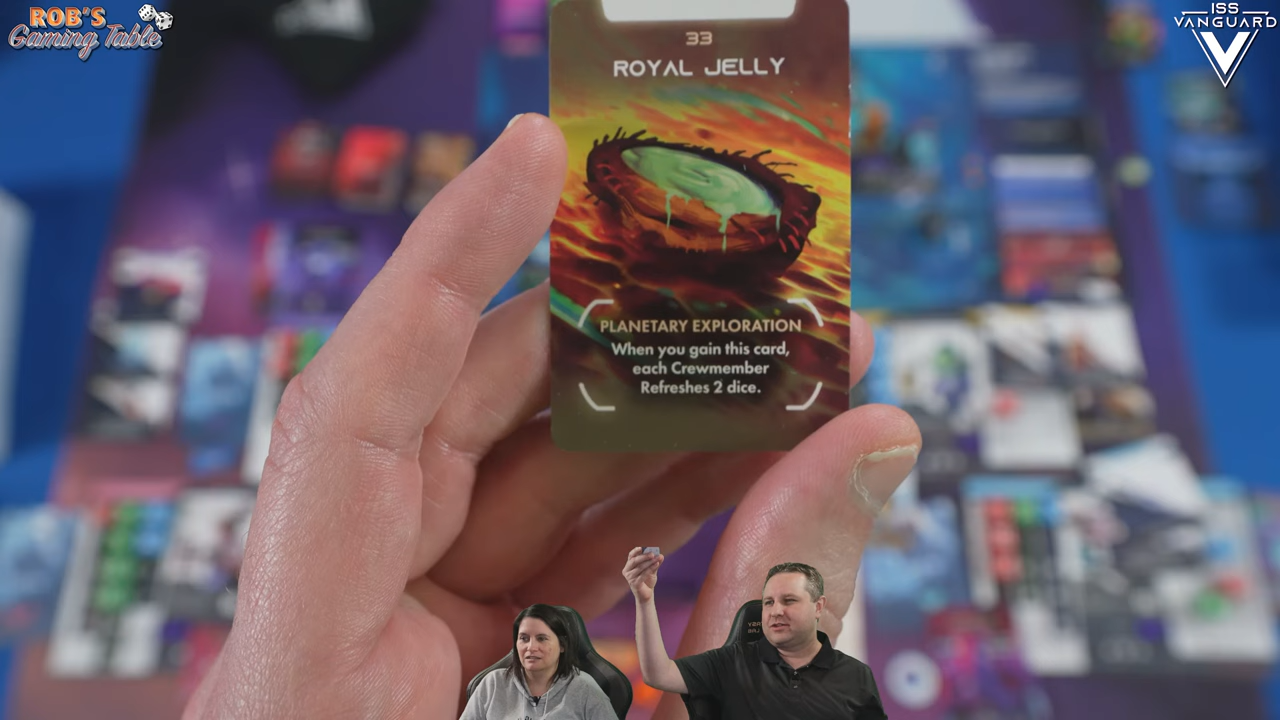 ROB'S
Gaming Table
ISS
VANGUARD
33
ROYAL JELLY
PLANETARY EXPLORATION
When you gain this card,
each Crewmember
Refreshes 2 dice.